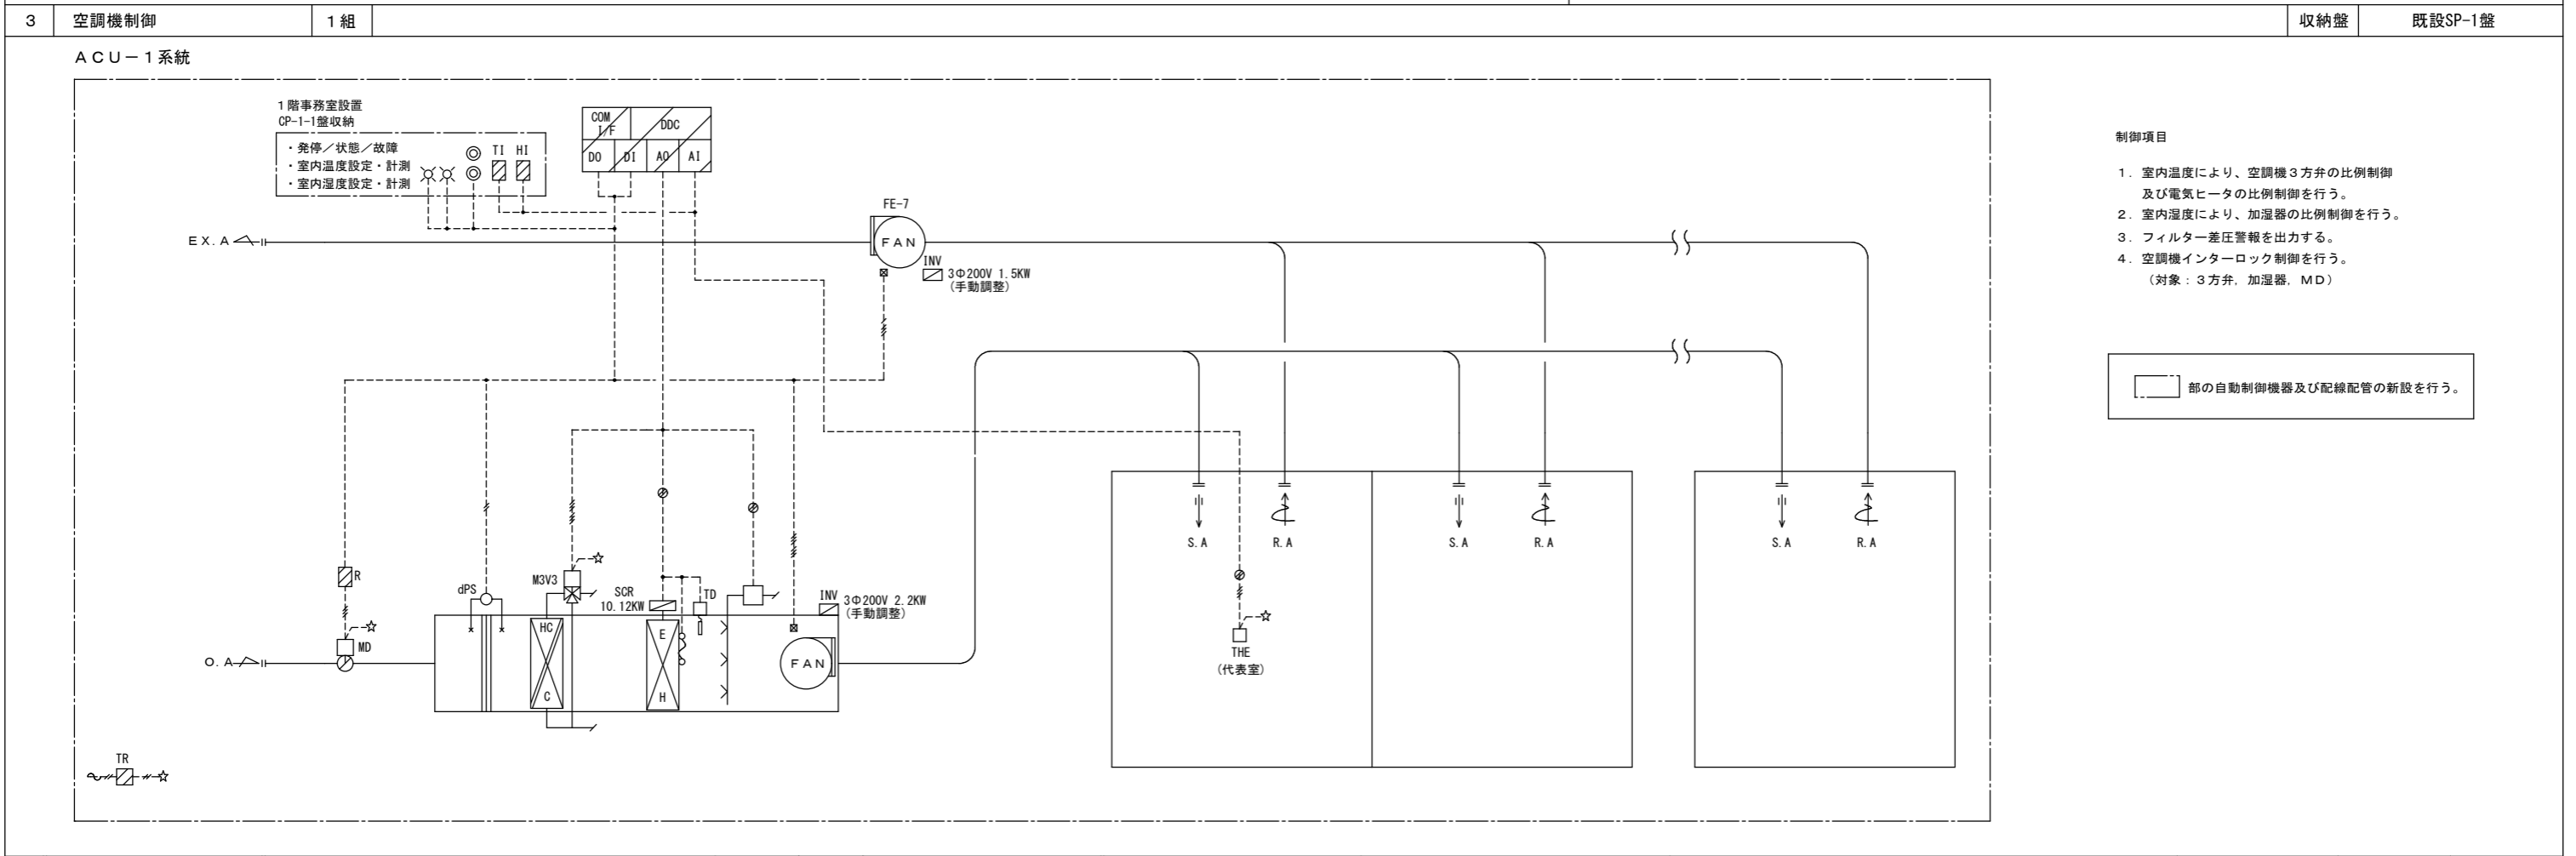 3 空調機制御 1組 収納盤 既設SP-1盤
ACU-1系統
1階事務室設置
CP-1-1盤収納
・発停/状態/故障
・室内温度設定・計測
・室内湿度設定・計測
TI HI
COM
I/F
DDC
DO DI AO AI
FE-7
FAN
INV
3Φ200V 1.5KW
(手動調整)
EX.A
制御項目
1. 室内温度により、空調機3方弁の比例制御
及び電気ヒータの比例制御を行う。
2. 室内湿度により、加湿器の比例制御を行う。
3. フィルター差圧警報を出力する。
4. 空調機インターロック制御を行う。
(対象:3方弁, 加湿器, MD)
部の自動制御機器及び配線配管の新設を行う。
S.A R.A S.A R.A S.A R.A
R
dPS
M3V3
SCR
10.12KW
TD
INV
3Φ200V 2.2KW
(手動調整)
MD
HC
C
E
H
FAN
O.A
THE
(代表室)
TR